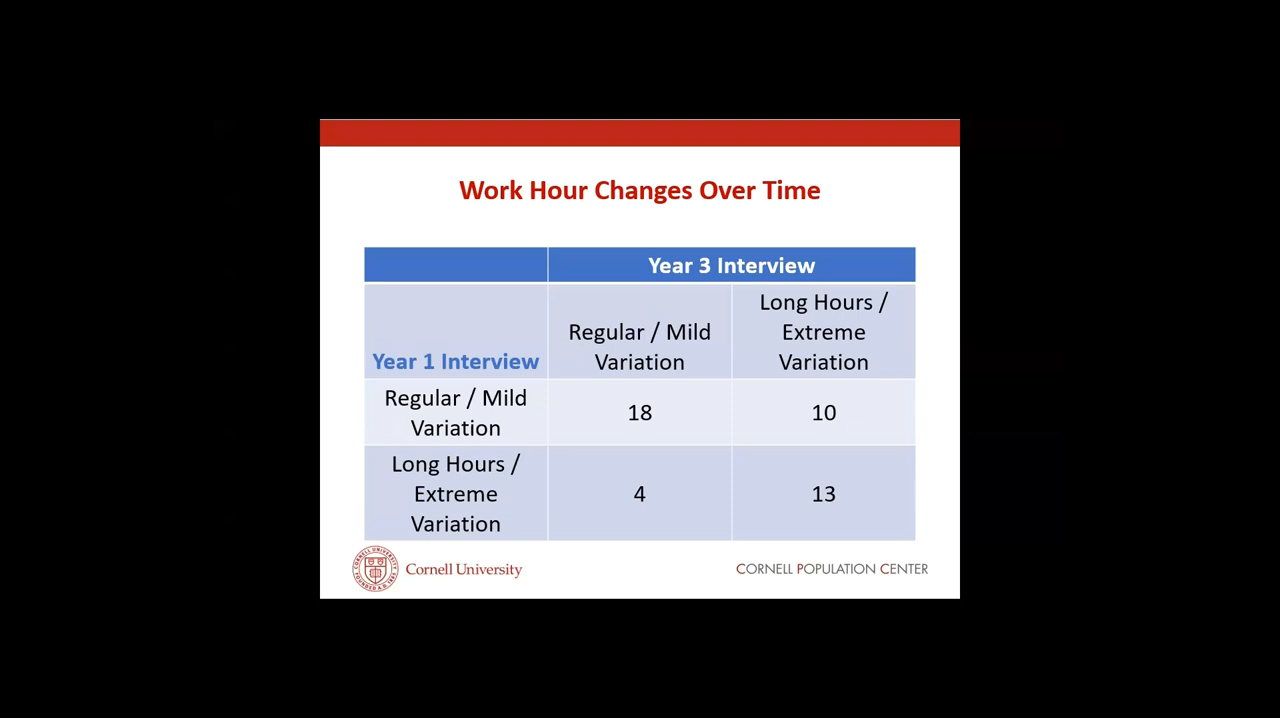 Work Hour Changes Over Time
Year 3 Interview
Year 1 Interview
Regular / Mild
Variation
Long Hours /
Extreme
Variation
Regular / Mild
Variation
18
10
Long Hours /
Extreme
Variation
4
13
Cornell University
CORNELL POPULATION CENTER